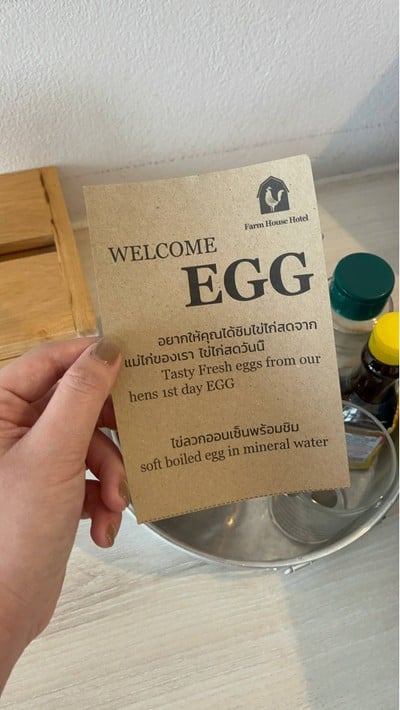 Farm House Hotel
WELCOME
EGG
อยากให้คุณได้ชิมไข่ไก่สดจาก
แม่ไก่ของเรา ไข่ไก่สดวันนี้
Tasty Fresh eggs from our
hens 1st day EGG
ไข่ลวกออนเซ็นพร้อมชิม
soft boiled egg in mineral water